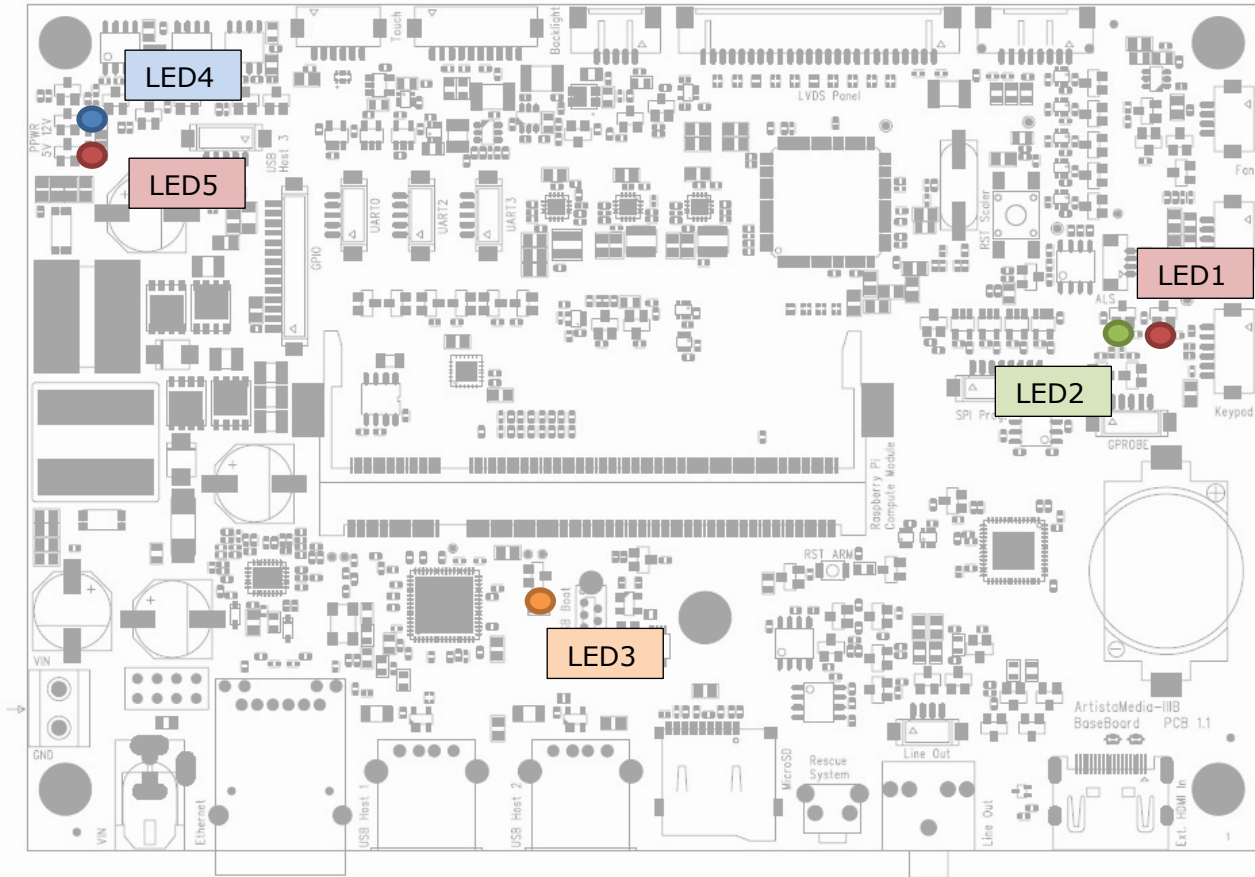 Touch
Backlight
LVDS Panel
LED4
PPWR
12V
5V
USB
Host 3
LED5
Fan
UART0
UART2
UART3
RST Scaler
GPIO
LED1
ALS
LED2
SPI Prog
Keypad
GPROBE
Raspberry Pi
Compute Module
RST ARM
LED3
VIN
GND
ArtistaMedia-IIIB
BaseBoard PCB 1.1
Line Out
Rescue
System
MicroSD
VIN
Ethernet
USB Host 1
USB Host 2
Line Out
Ext. HDMI In
1